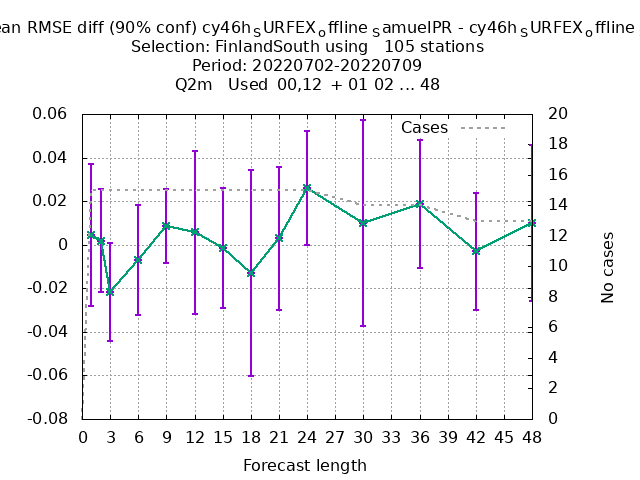 ean RMSE diff (90% conf) cy46hSURFEXoffline SamuelPR - cy46hSURFEXoffline
Selection: FinlandSouth using 105 stations
Period: 20220702-20220709
Q2m Used 00,12 + 01 02 ... 48
Cases
0.06
0.04
0.02
0
-0.02
-0.04
-0.06
-0.08
20
18
16
14
12
10
8
6
4
2
0
No cases
0 3 6 9 12 15 18 21 24 27 30 33 36 39 42 45 48
Forecast length